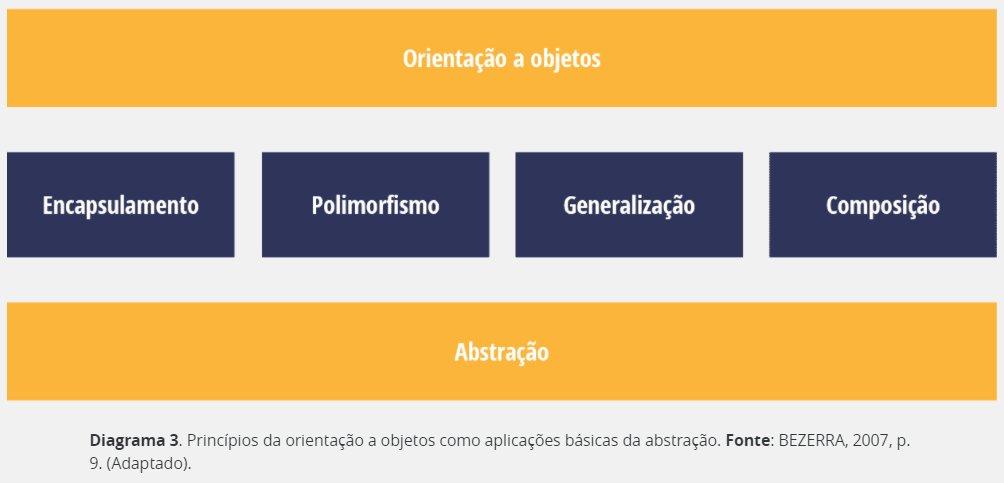 Orientação a objetos
Encapsulamento
Polimorfismo
Generalização
Composição
Abstração
Diagrama 3. Princípios da orientação a objetos como aplicações básicas da abstração. Fonte: BEZERRA, 2007, p.
9. (Adaptado).